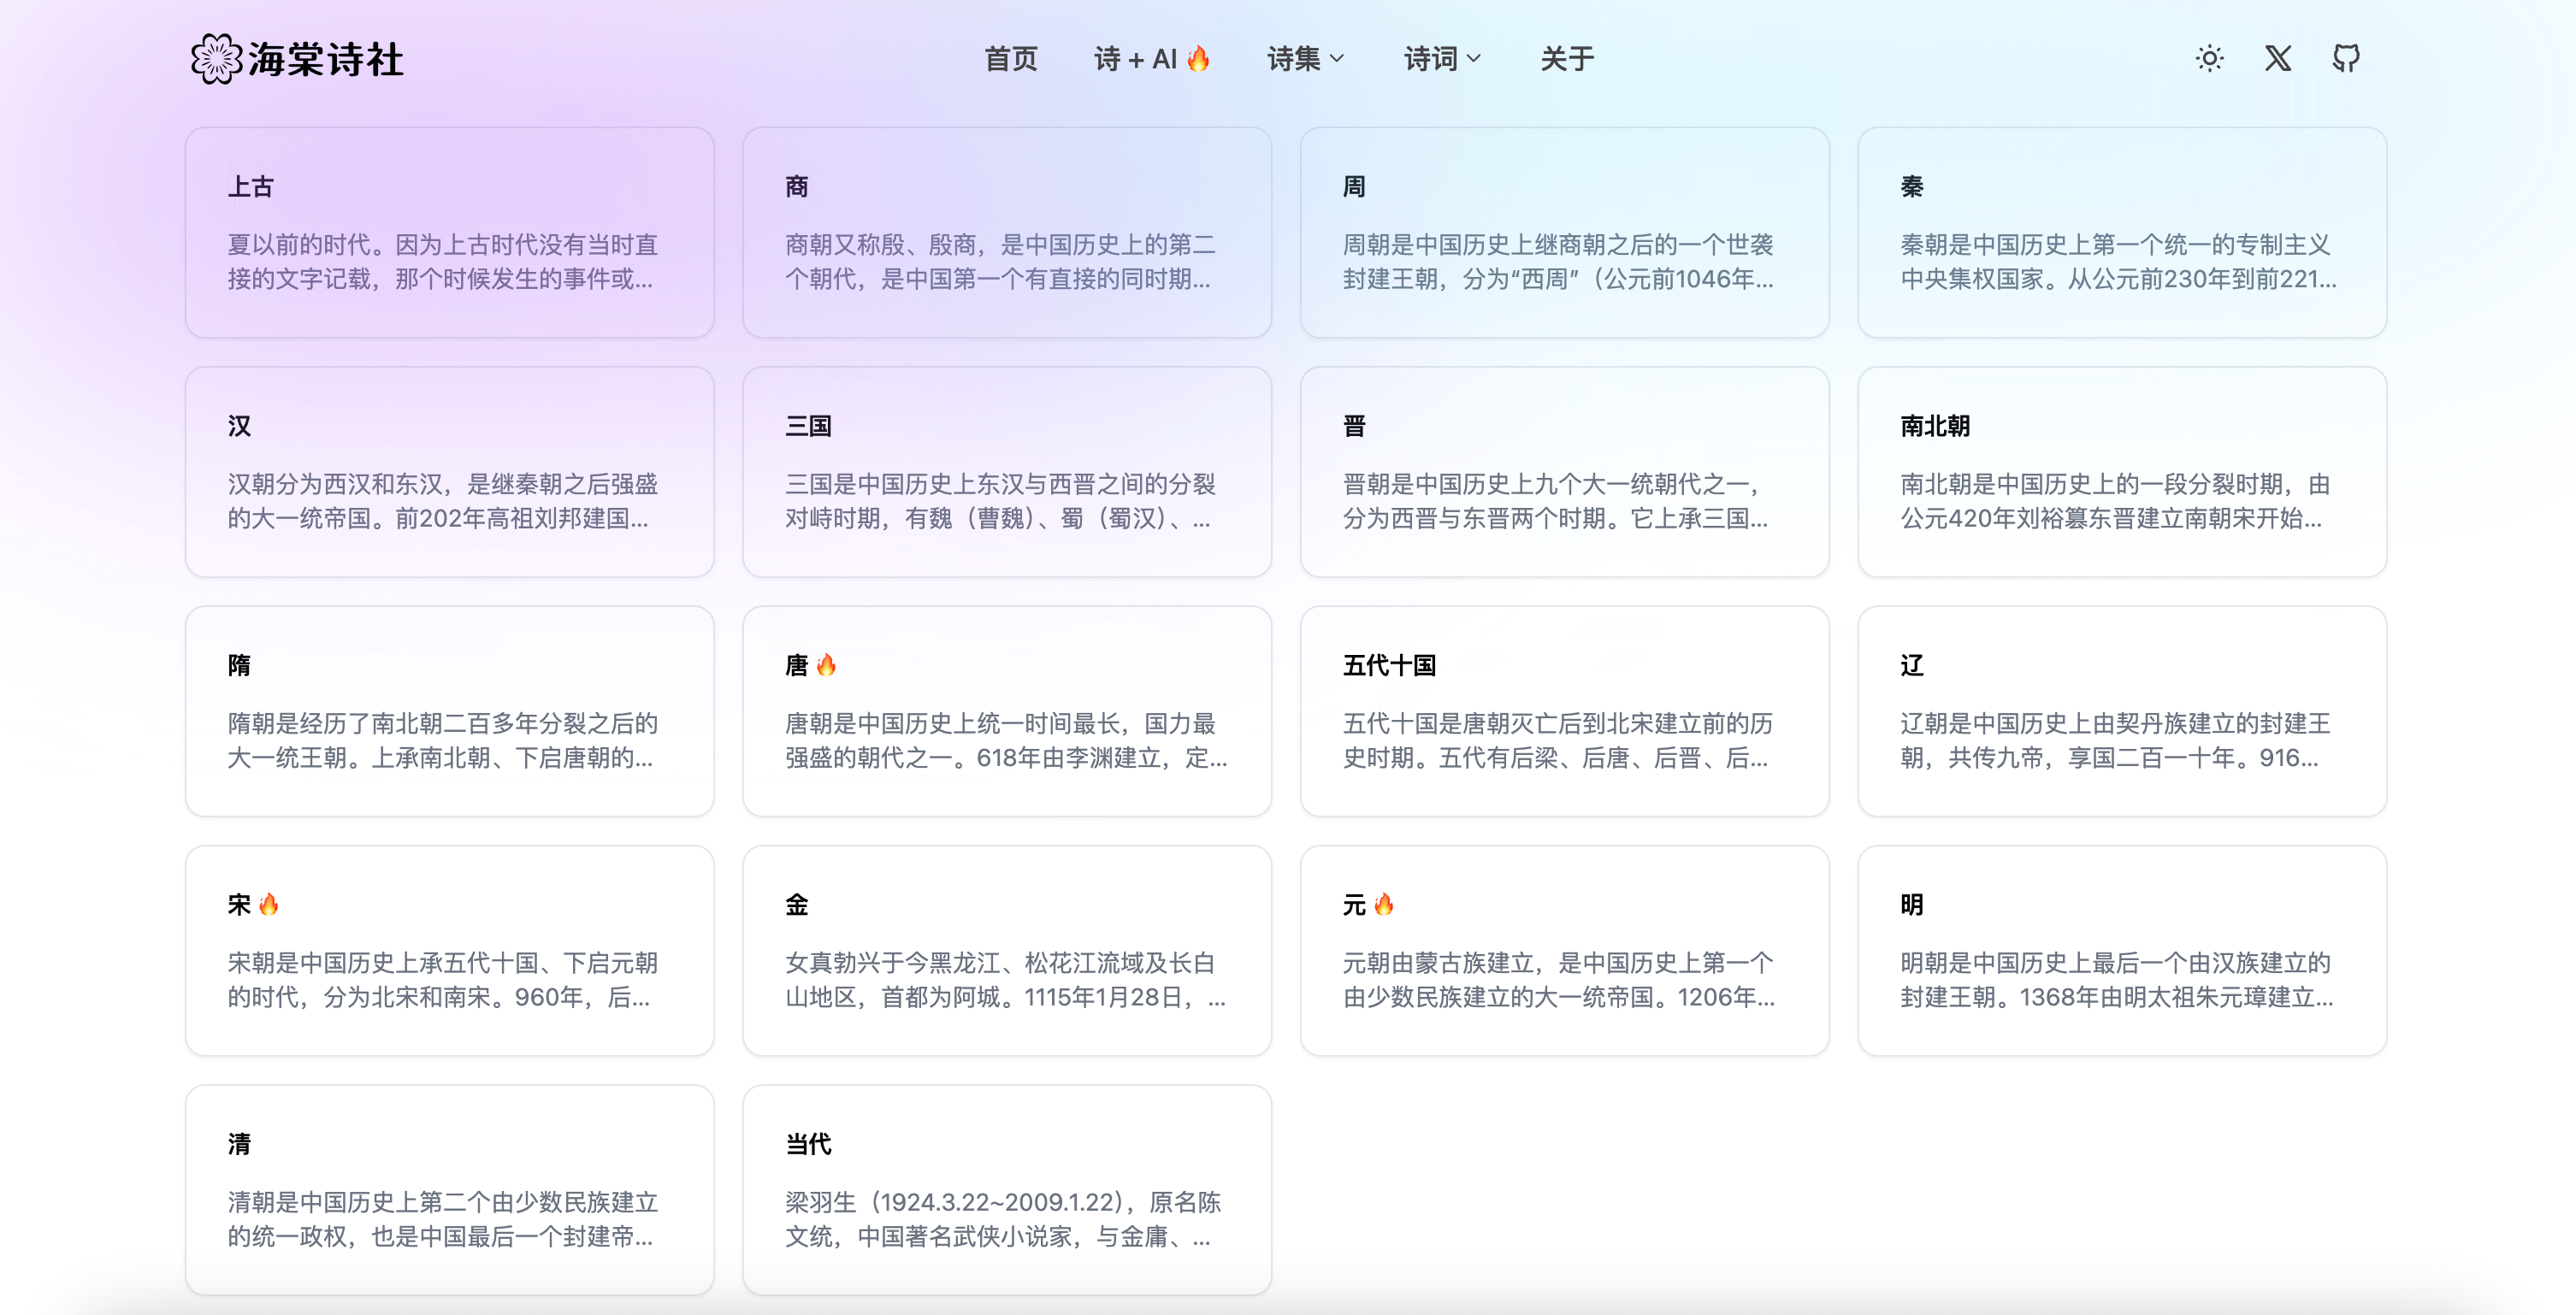 海棠诗社
首页 诗 + AI🔥 诗集 诗词 关于
上古
夏以前的时代。因为上古时代没有当时直
接的文字记载，那个时候发生的事件或...
商
商朝又称殷、殷商，是中国历史上的第二
个朝代，是中国第一个有直接的同时期...
周
周朝是中国历史上继商朝之后的一个世袭
封建王朝，分为“西周”（公元前1046年...
秦
秦朝是中国历史上第一个统一的专制主义
中央集权国家。从公元前230年到前221...
汉
汉朝分为西汉和东汉，是继秦朝之后强盛
的大一统帝国。前202年高祖刘邦建国...
三国
三国是中国历史上东汉与西晋之间的分裂
对峙时期，有魏（曹魏）、蜀（蜀汉）、...
晋
晋朝是中国历史上九个大一统朝代之一，
分为西晋与东晋两个时期。它上承三国...
南北朝
南北朝是中国历史上的一段分裂时期，由
公元420年刘裕篡东晋建立南朝宋开始...
隋
隋朝是经历了南北朝二百多年分裂之后的
大一统王朝。上承南北朝、下启唐朝的...
唐🔥
唐朝是中国历史上统一时间最长，国力最
强盛的朝代之一。618年由李渊建立，定...
五代十国
五代十国是唐朝灭亡后到北宋建立前的历
史时期。五代有后梁、后唐、后晋、后...
辽
辽朝是中国历史上由契丹族建立的封建王
朝，共传九帝，享国二百一十年。916...
宋🔥
宋朝是中国历史上承五代十国、下启元朝
的时代，分为北宋和南宋。960年，后...
金
女真勃兴于今黑龙江、松花江流域及长白
山地区，首都为阿城。1115年1月28日，...
元🔥
元朝由蒙古族建立，是中国历史上第一个
由少数民族建立的大一统帝国。1206年...
明
明朝是中国历史上最后一个由汉族建立的
封建王朝。1368年由明太祖朱元璋建立...
清
清朝是中国历史上第二个由少数民族建立
的统一政权，也是中国最后一个封建帝...
当代
梁羽生（1924.3.22~2009.1.22），原名陈
文统，中国著名武侠小说家，与金庸、...